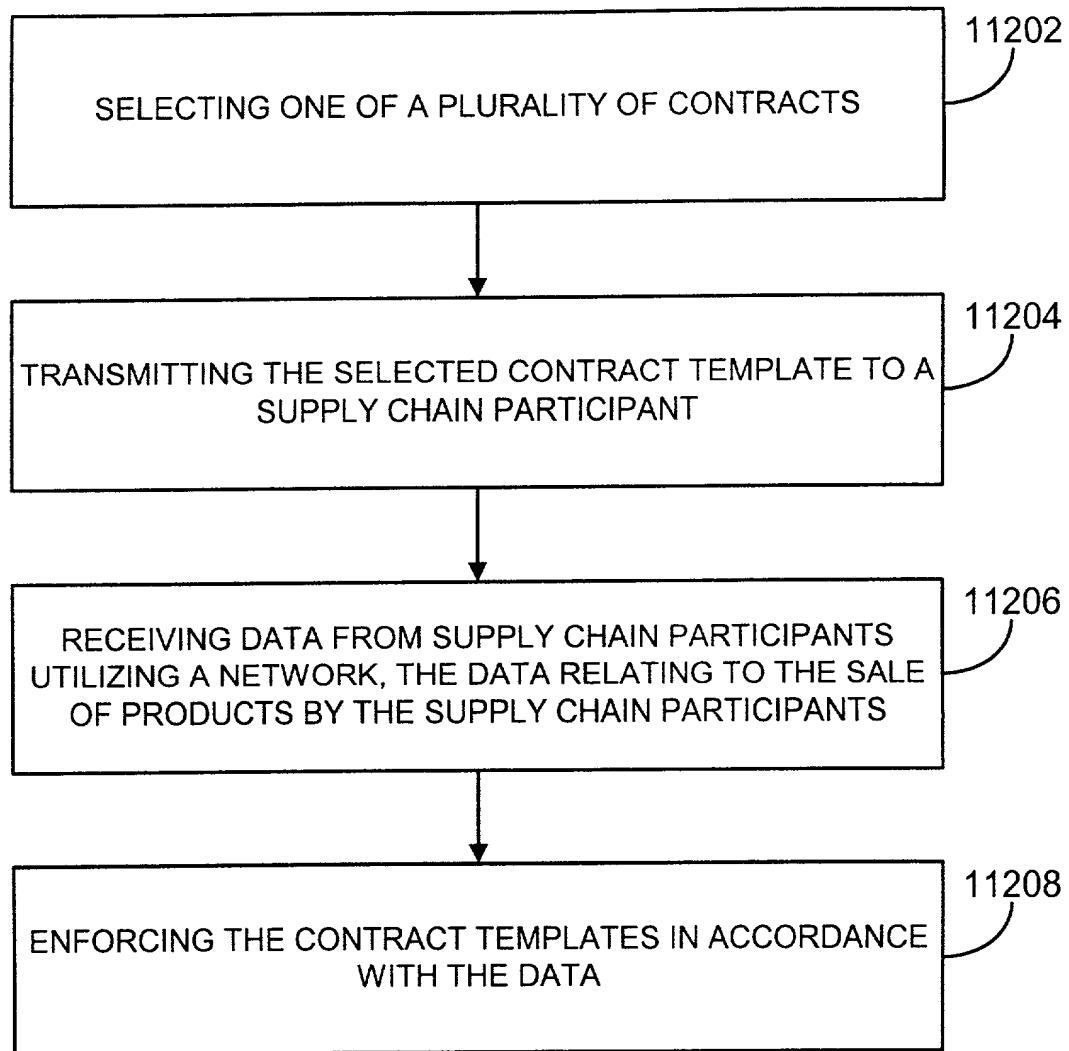 11202
SELECTING ONE OF A PLURALITY OF CONTRACTS
11204
TRANSMITTING THE SELECTED CONTRACT TEMPLATE TO A
SUPPLY CHAIN PARTICIPANT
11206
RECEIVING DATA FROM SUPPLY CHAIN PARTICIPANTS
UTILIZING A NETWORK, THE DATA RELATING TO THE SALE
OF PRODUCTS BY THE SUPPLY CHAIN PARTICIPANTS
11208
ENFORCING THE CONTRACT TEMPLATES IN ACCORDANCE
WITH THE DATA